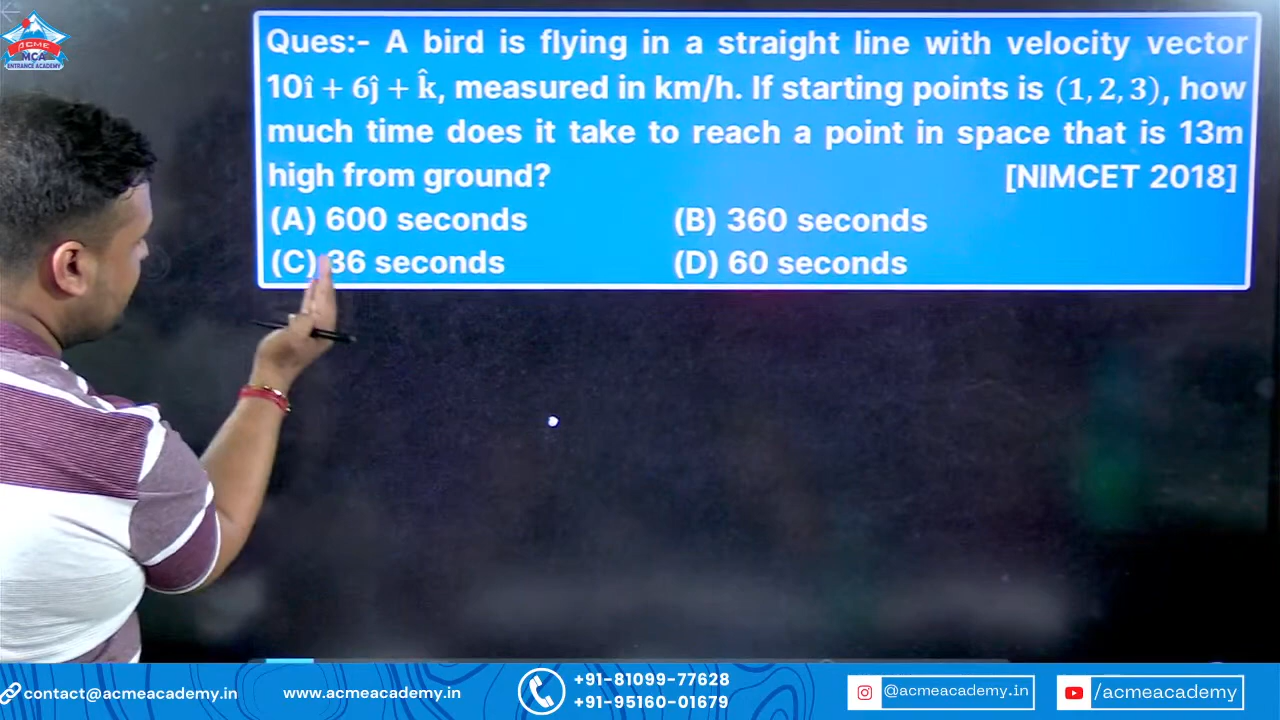 ACME
MCA
ENTRANCE ACADEMY
Ques:- A bird is flying in a straight line with velocity vector
10î + 6ĵ + k̂, measured in km/h. If starting points is (1, 2, 3), how
much time does it take to reach a point in space that is 13m
high from ground? [NIMCET 2018]
(A) 600 seconds (B) 360 seconds
(C) 36 seconds (D) 60 seconds
contact@acmeacademy.in www.acmeacademy.in +91-81099-77628 @acmeacademy.in /acmeacademy
+91-95160-01679